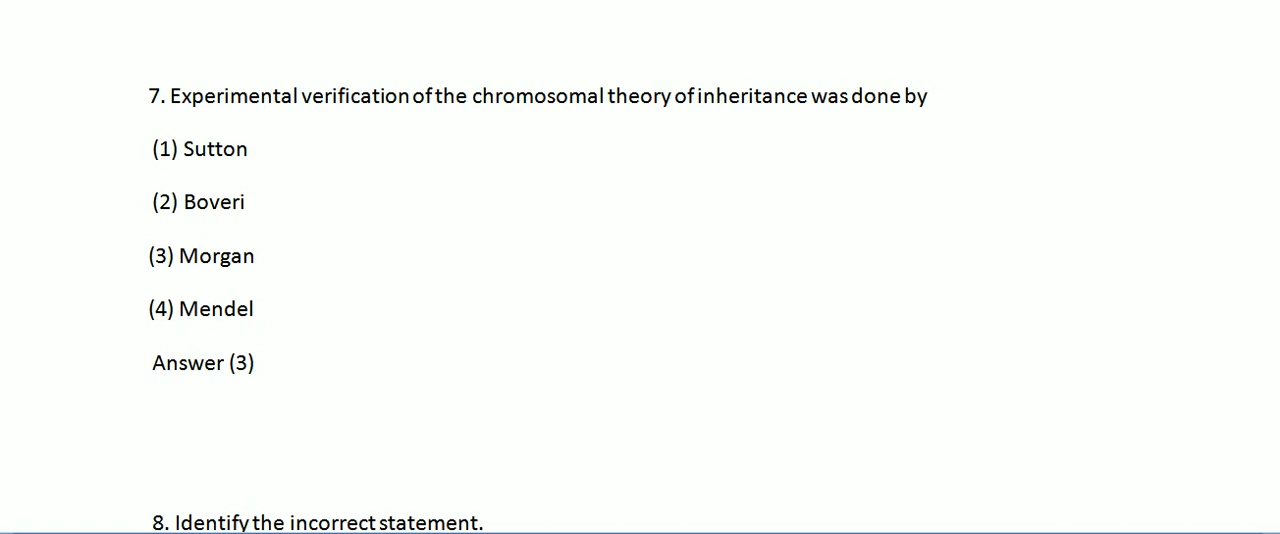 7. Experimental verification of the chromosomal theory of inheritance was done by
(1) Sutton
(2) Boveri
(3) Morgan
(4) Mendel
Answer (3)
8. Identify the incorrect statement.